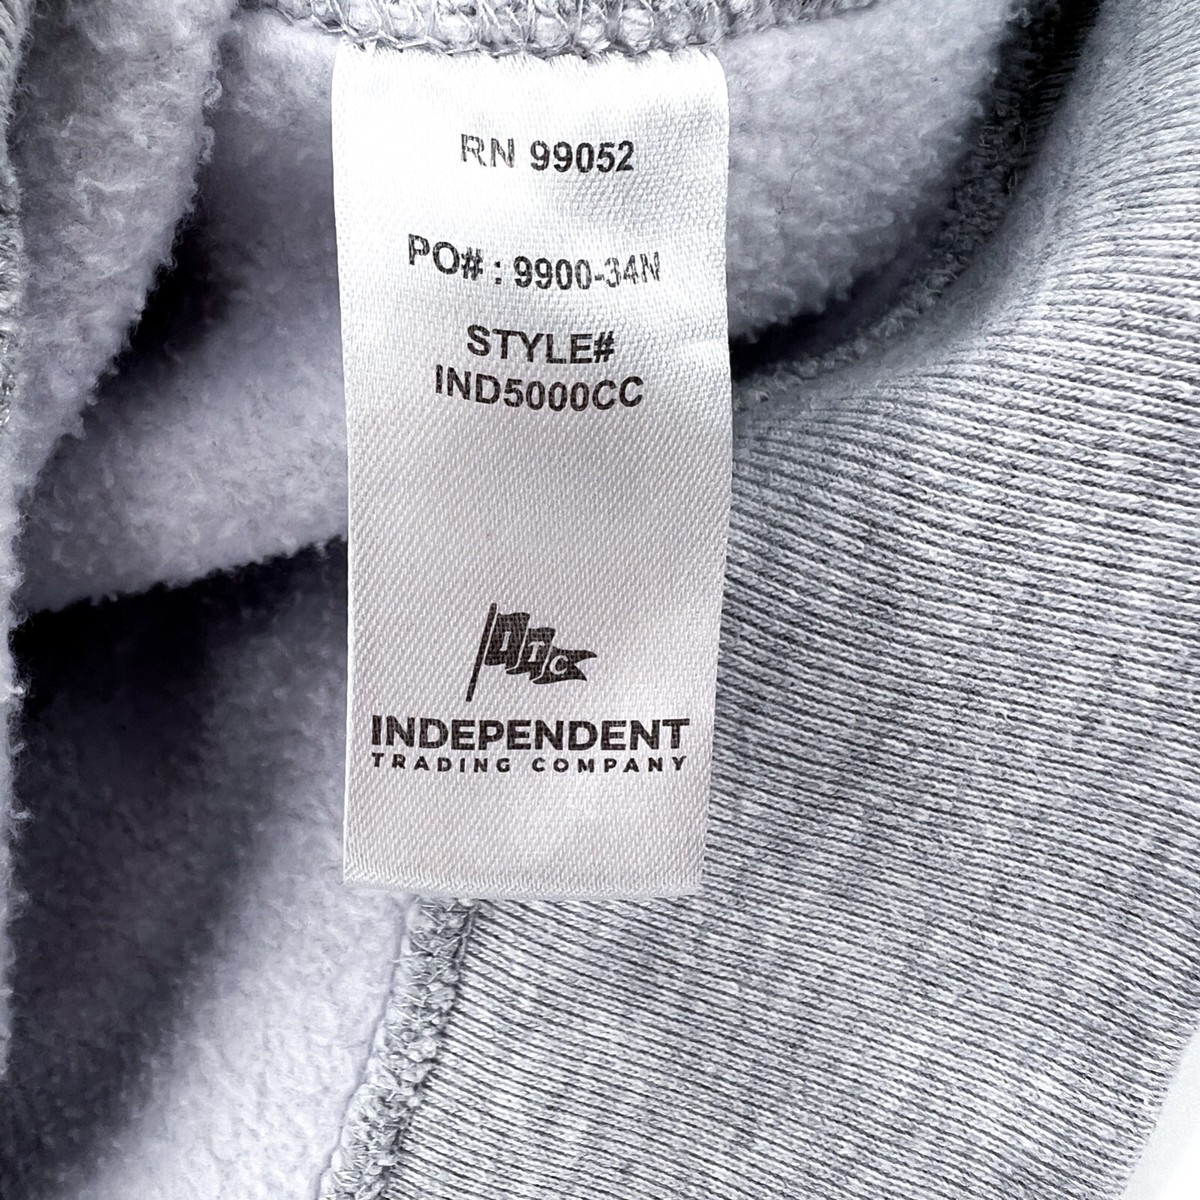 RN 99052
PO# : 9900-34N
STYLE#
IND5000CC
ITC
INDEPENDENT
TRADING COMPANY